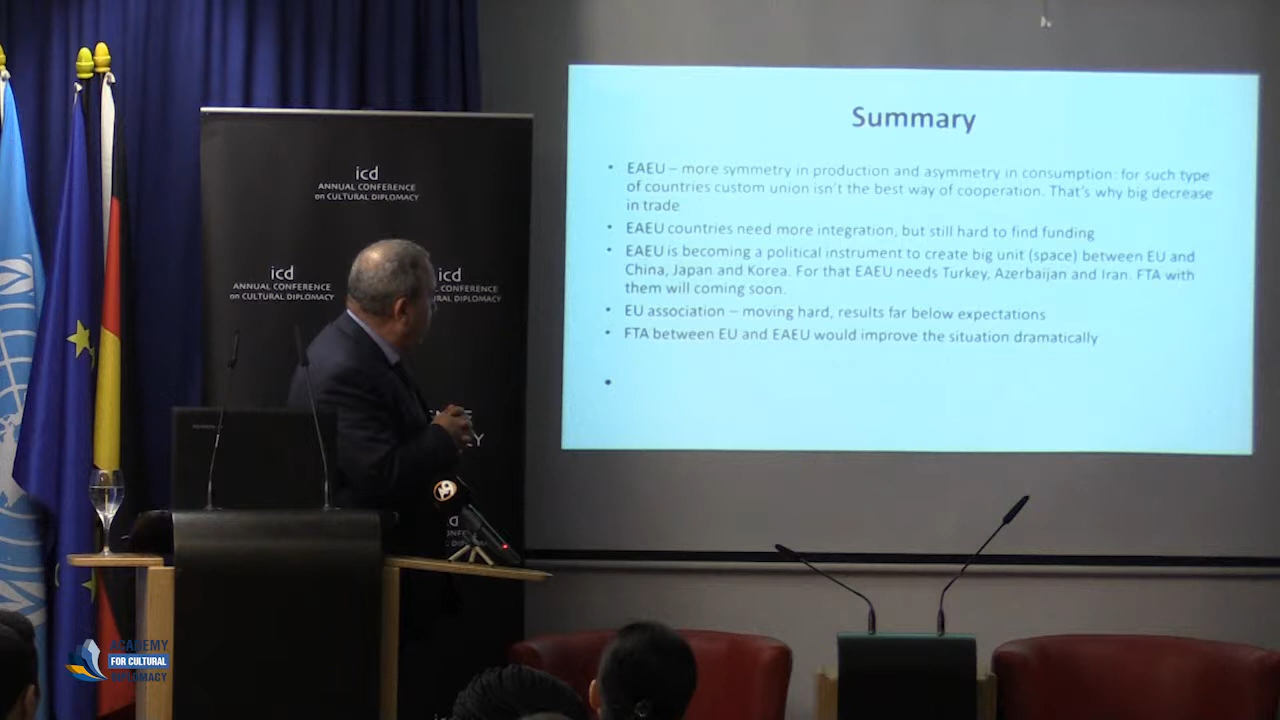 Summary
• EAEU – more symmetry in production and asymmetry in consumption: for such type
of countries custom union isn't the best way of cooperation. That's why big decrease
in trade
• EAEU countries need more integration, but still hard to find funding
• EAEU is becoming a political instrument to create big unit (space) between EU and
China, Japan and Korea. For that EAEU needs Turkey, Azerbaijan and Iran. FTA with
them will coming soon.
• EU association – moving hard, results far below expectations
• FTA between EU and EAEU would improve the situation dramatically
•
icd
ANNUAL CONFERENCE
on CULTURAL DIPLOMACY
icd
ANNUAL CONFERENCE
on CULTURAL DIPLOMACY
icd
CONFERENCE
CULTURAL DIPLOMACY
ACADEMY
FOR CULTURAL
DIPLOMACY